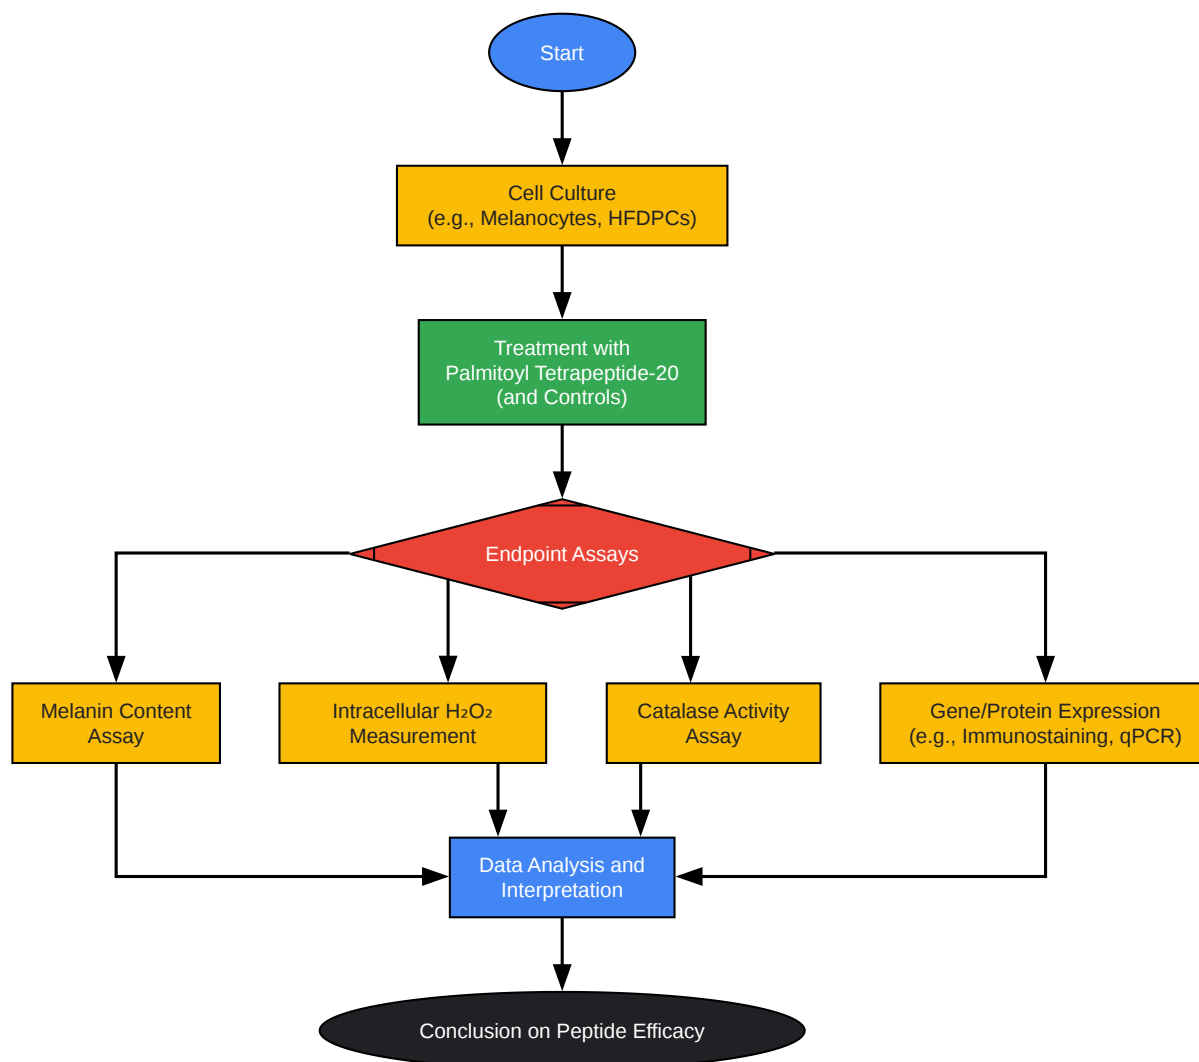 Start
Cell Culture
(e.g., Melanocytes, HFDPCs)
Treatment with
Palmitoyl Tetrapeptide-20
(and Controls)
Endpoint Assays
Melanin Content
Assay
Intracellular H₂O₂
Measurement
Catalase Activity
Assay
Gene/Protein Expression
(e.g., Immunostaining, qPCR)
Data Analysis and
Interpretation
Conclusion on Peptide Efficacy